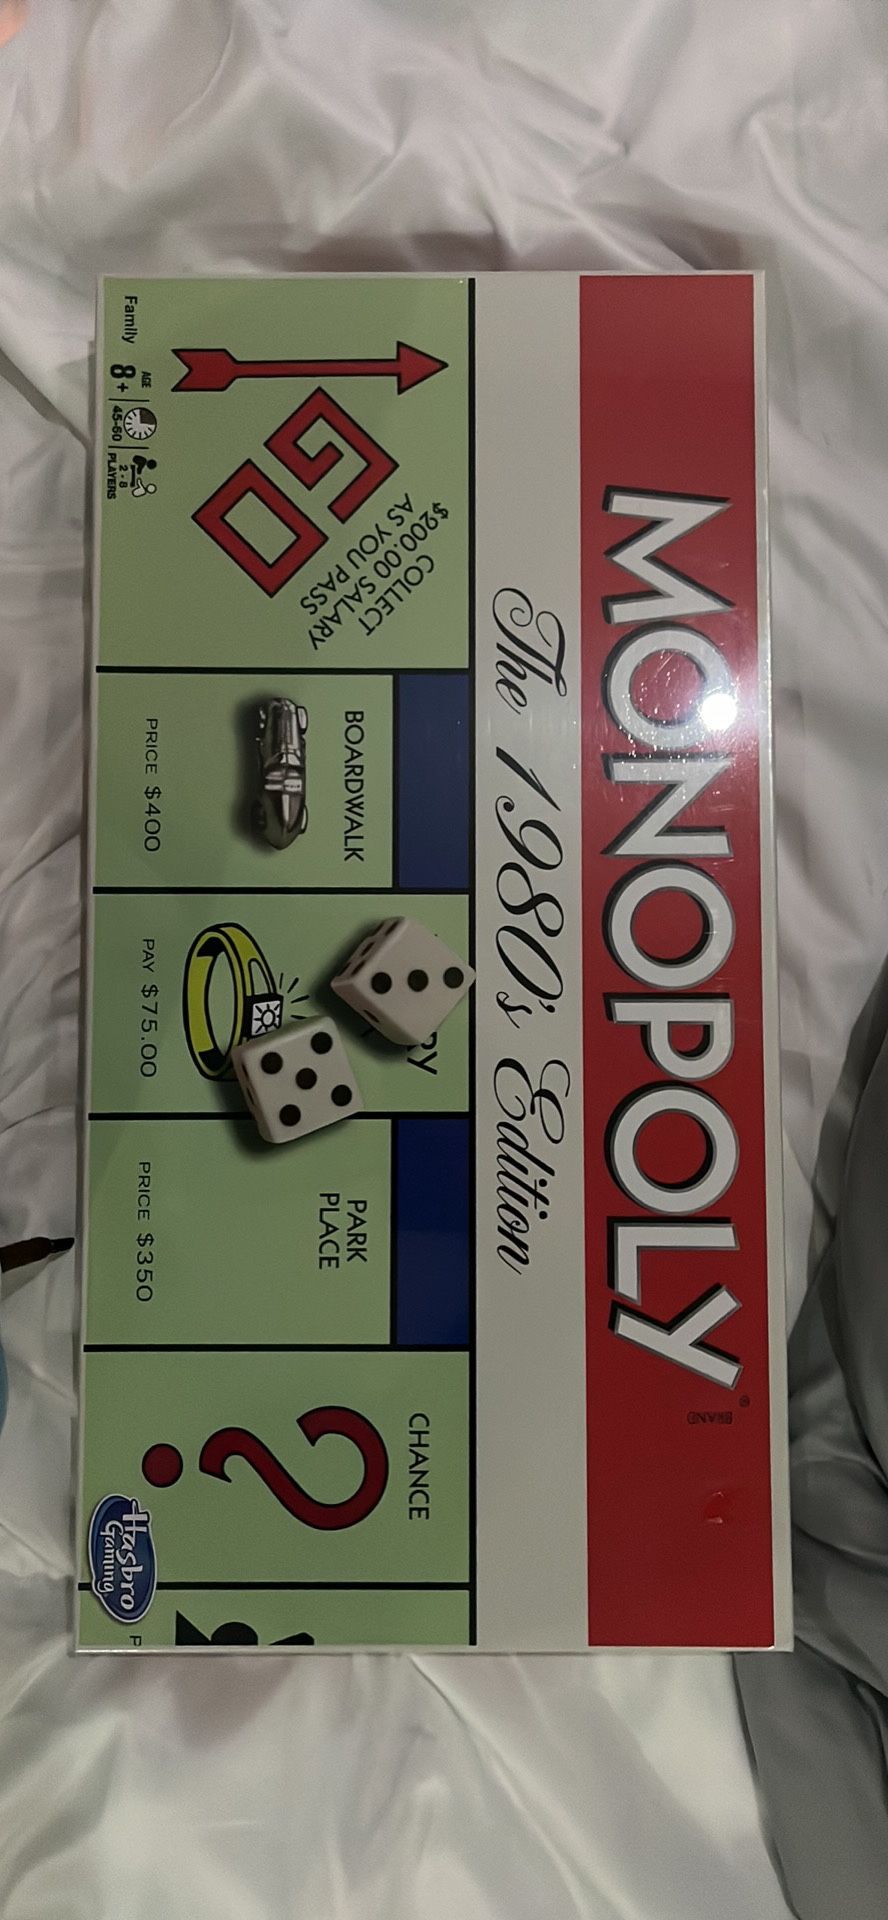 MONOPOLY
BRAND
The 1980's Edition
GO
COLLECT
$200.00 SALARY
AS YOU PASS
Family
AGE
8+
45-60
2-8
PLAYERS
BOARDWALK
PRICE $400
RY
PAY $75.00
PARK
PLACE
PRICE $350
CHANCE
Hasbro
Gaming
P